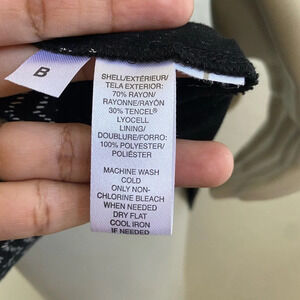 B
SHELL/EXTÉRIEUR/
TELA EXTERIOR:
70% RAYON/
RAYONNE/RAYÓN
30% TENCEL®
LYOCELL
LINING/
DOUBLURE/FORRO:
100% POLYESTER/
POLIÉSTER
MACHINE WASH
COLD
ONLY NON-
CHLORINE BLEACH
WHEN NEEDED
DRY FLAT
COOL IRON
IF NEEDED